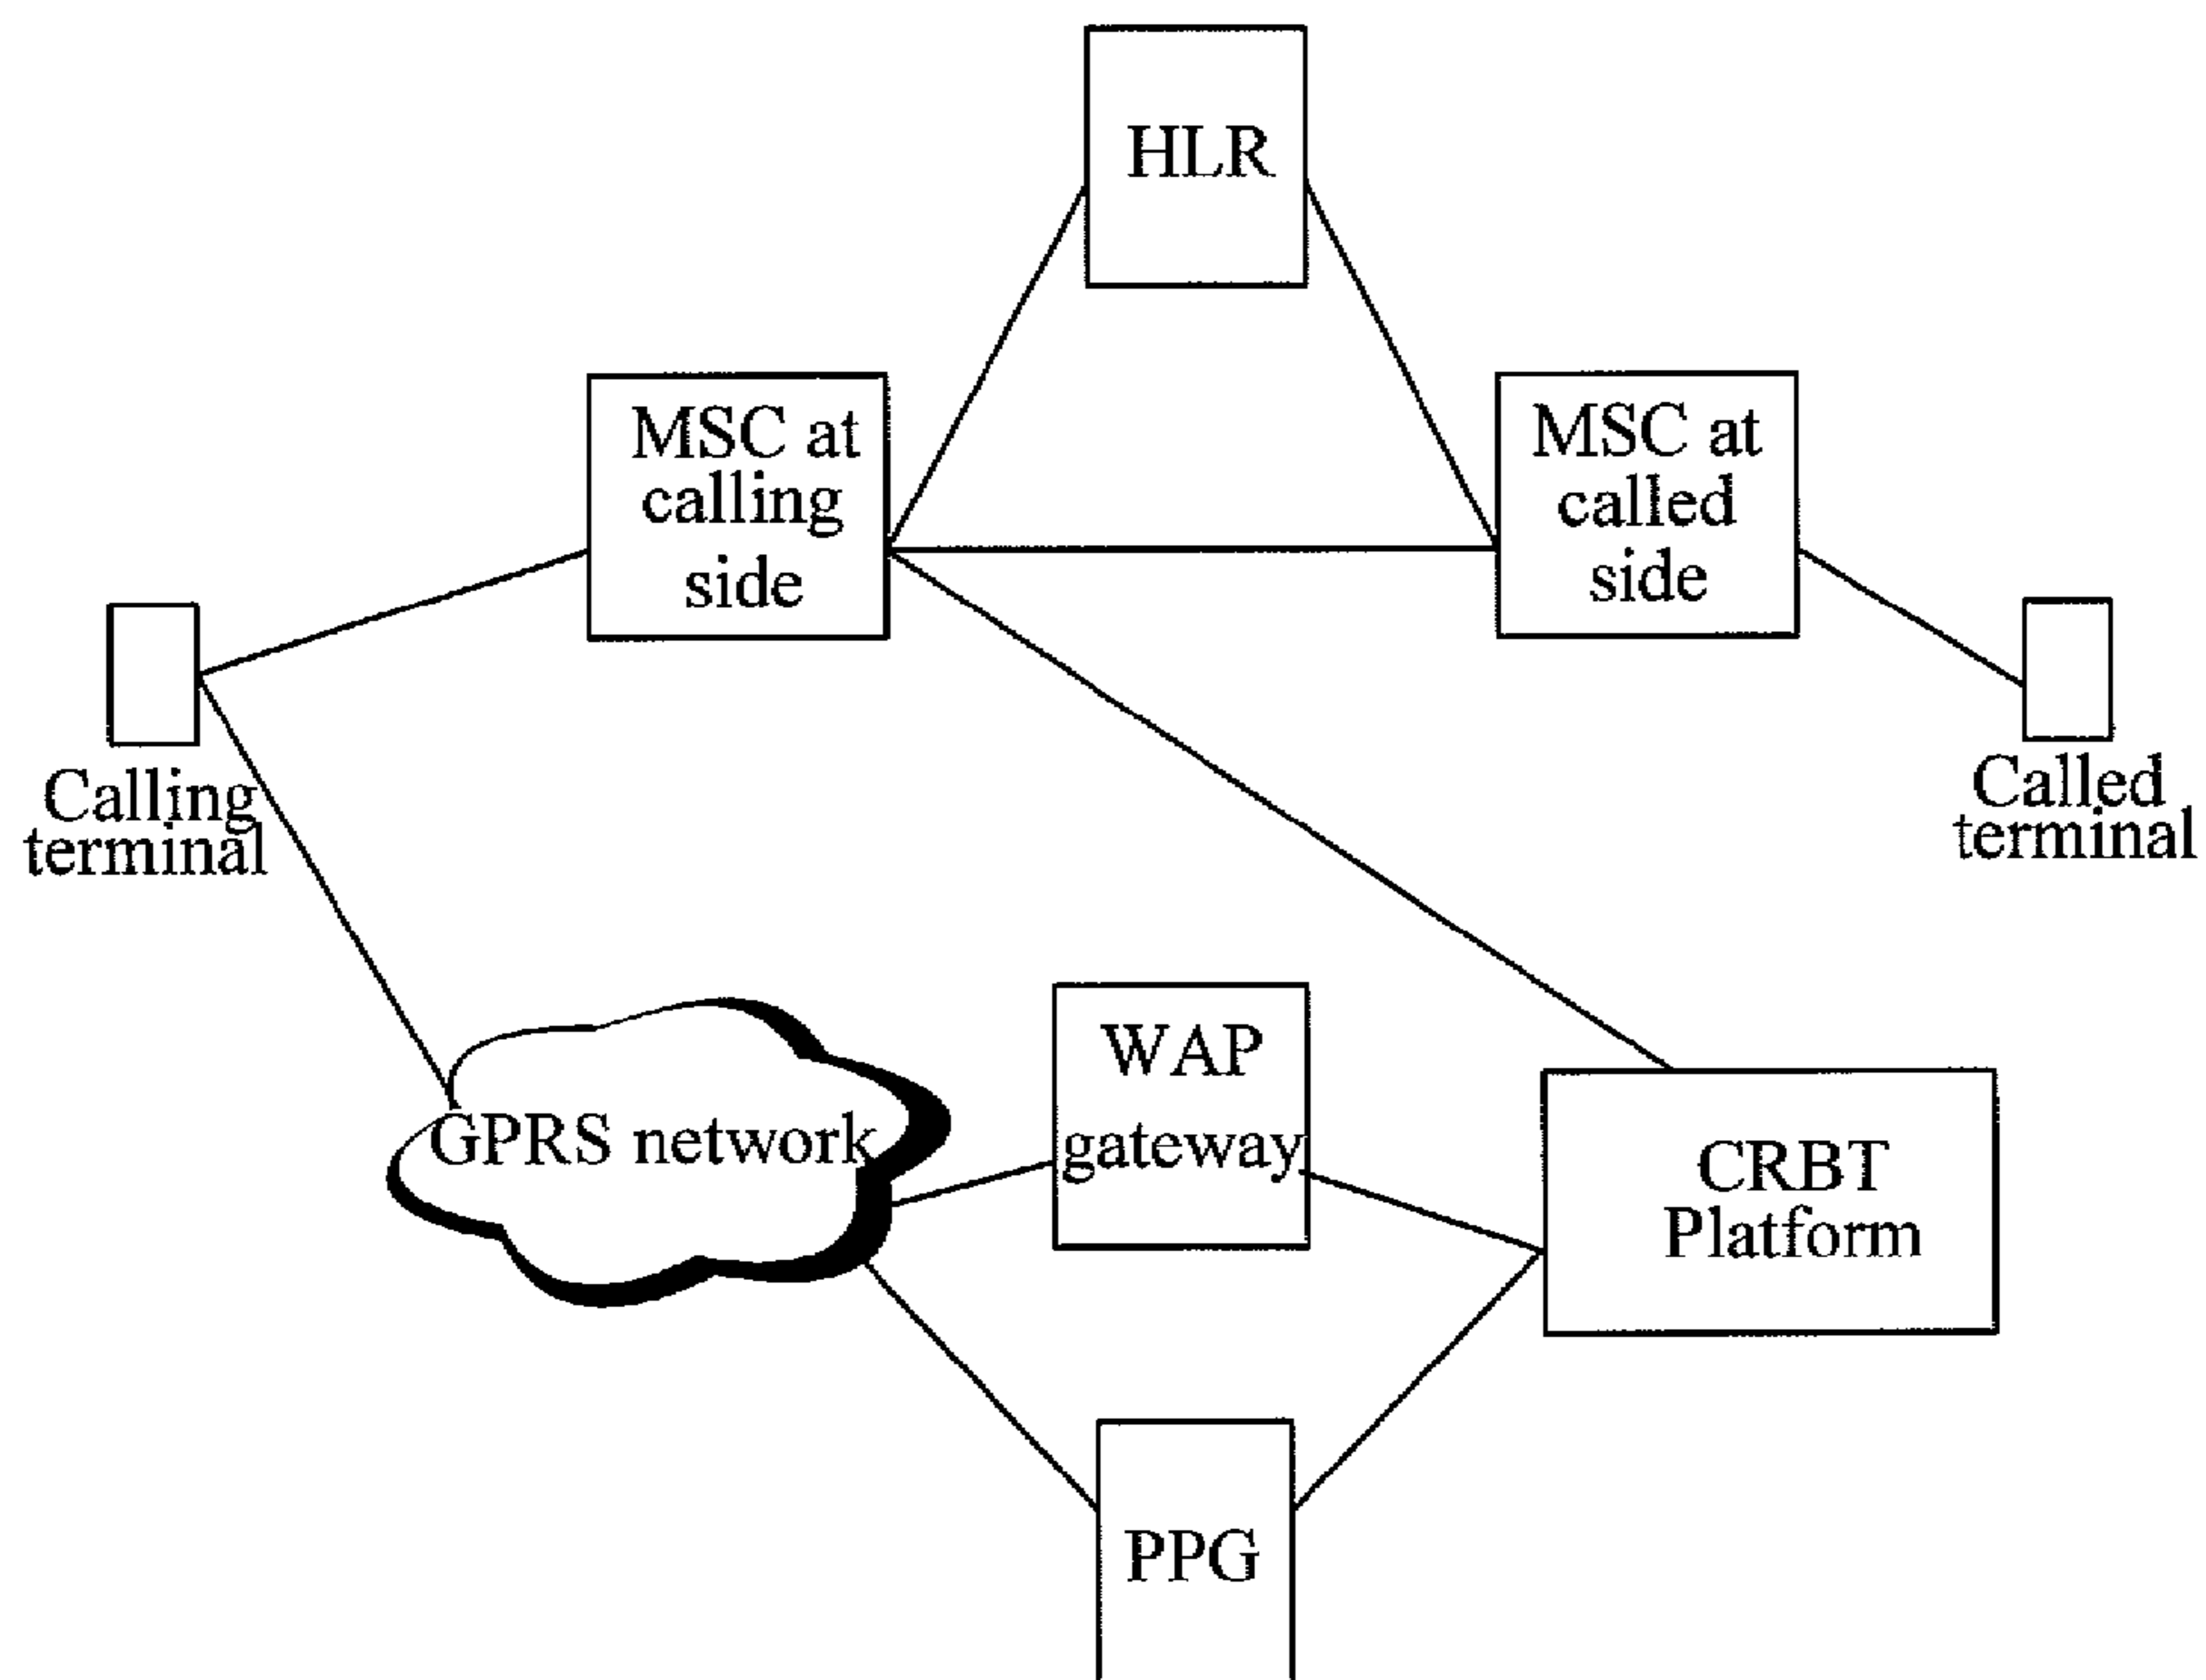 HLR
MSC at
calling
side
MSC at
called
side
Calling
terminal
Called
terminal
WAP
gateway
GPRS network
CRBT
Platform
PPG